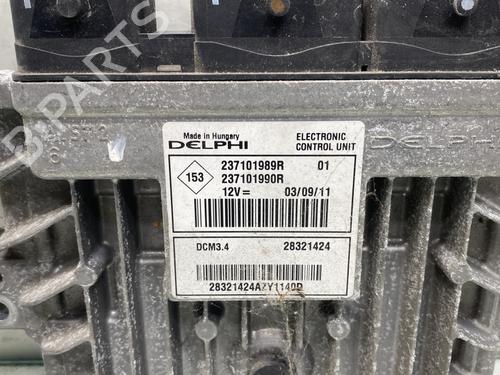 Made in Hungary
DELPHI
ELECTRONIC
CONTROL UNIT
153
237101989R 01
237101990R
12V= 03/09/11
DCM3.4 28321424
28321424AZY1140D
DELPHI
B-PARTS